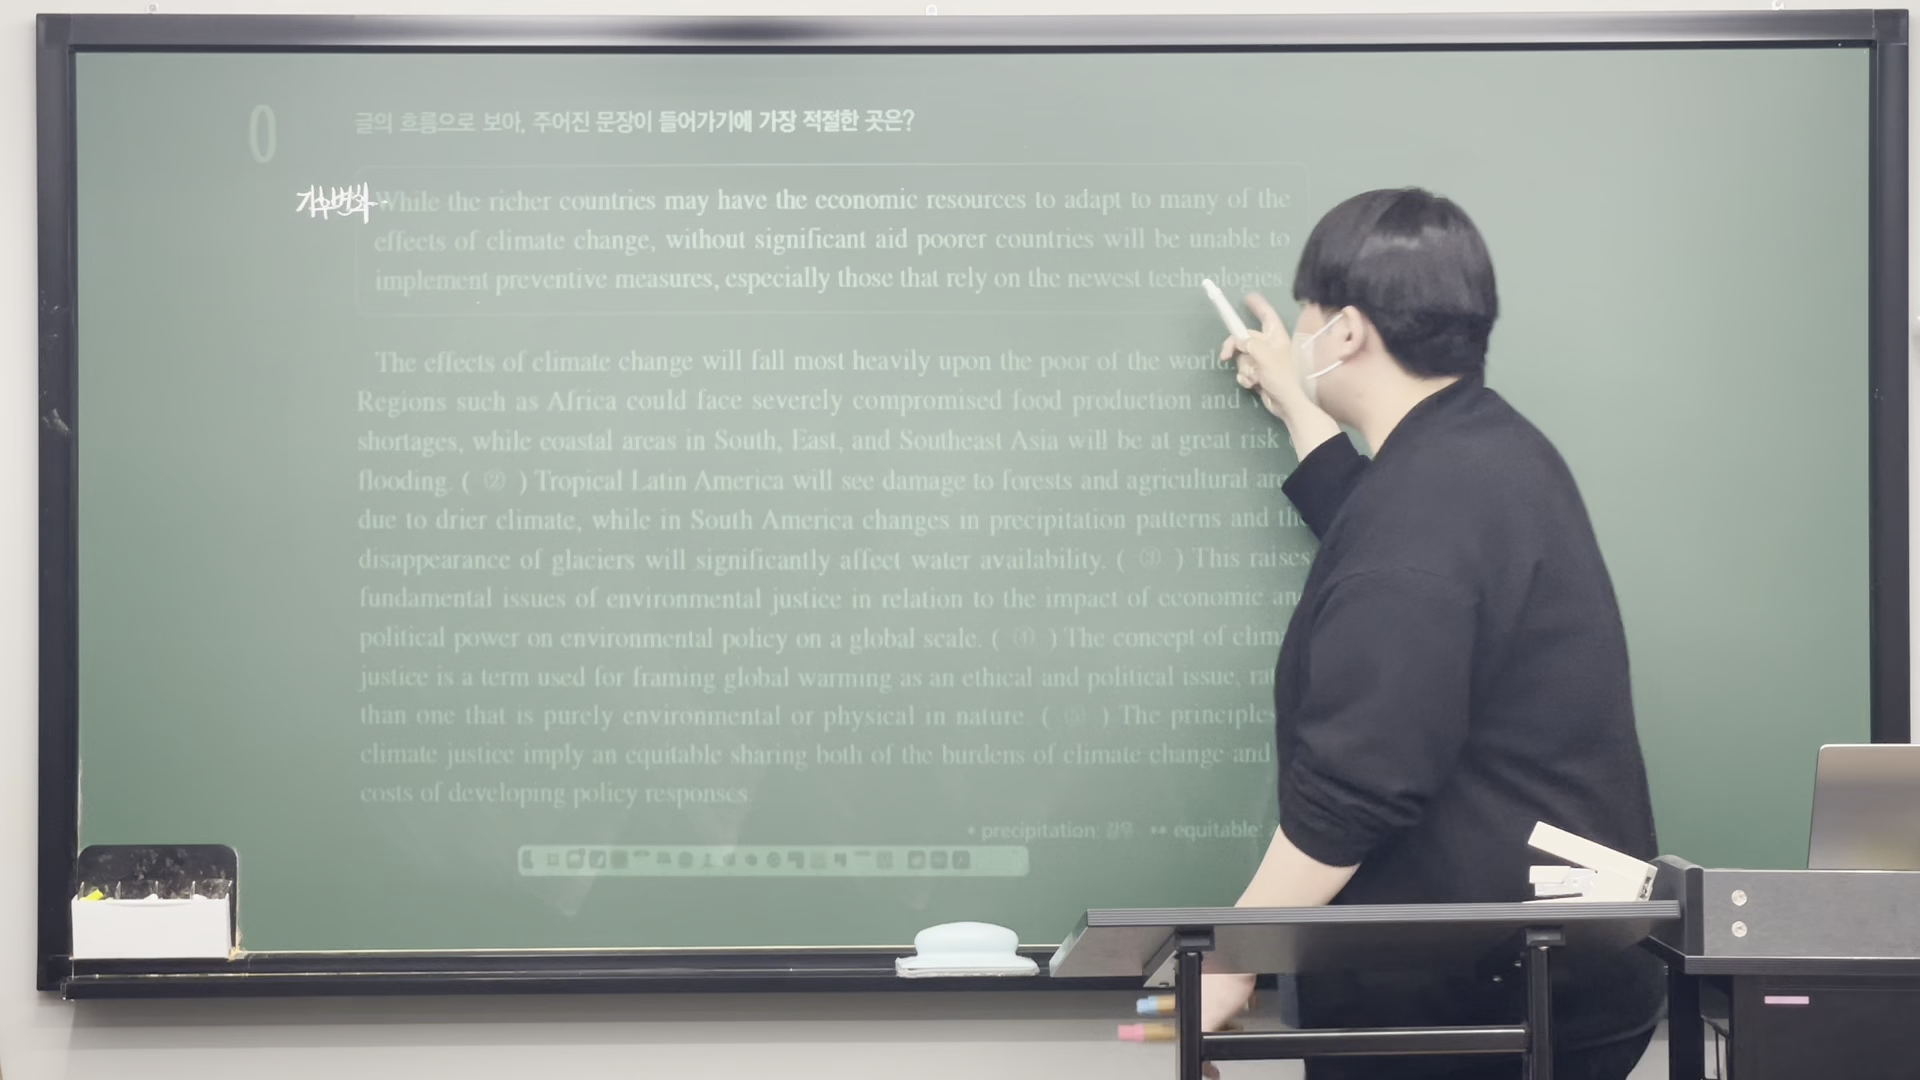 0
글의 흐름으로 보아, 주어진 문장이 들어가기에 가장 적절한 곳은?
기후변화
While the richer countries may have the economic resources to adapt to many of the
effects of climate change, without significant aid poorer countries will be unable to
implement preventive measures, especially those that rely on the newest technologies.
The effects of climate change will fall most heavily upon the poor of the world.
Regions such as Africa could face severely compromised food production and
shortages, while coastal areas in South, East, and Southeast Asia will be at great risk
flooding. ( ② ) Tropical Latin America will see damage to forests and agricultural are
due to drier climate, while in South America changes in precipitation patterns and the
disappearance of glaciers will significantly affect water availability. ( ③ ) This raises
fundamental issues of environmental justice in relation to the impact of economic and
political power on environmental policy on a global scale. ( ④ ) The concept of clim
justice is a term used for framing global warming as an ethical and political issue, rat
than one that is purely environmental or physical in nature. ( ⑤ ) The principles
climate justice imply an equitable sharing both of the burdens of climate change and
costs of developing policy responses.
* precipitation: 강우 ** equitable: